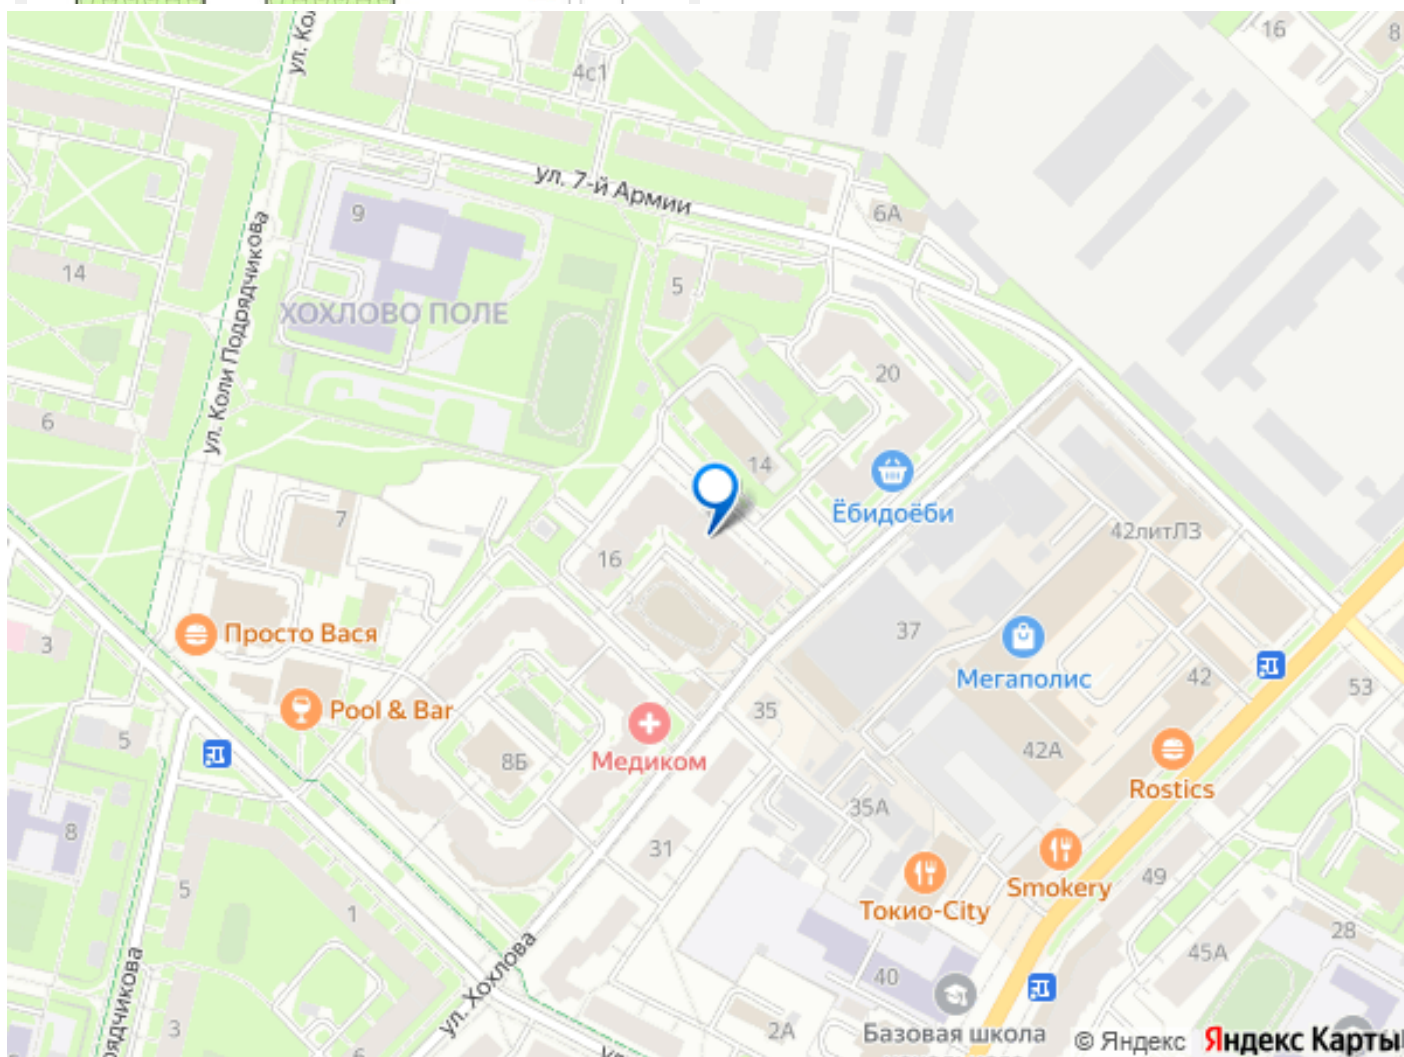 ул. Кол
16
8
4с1
ул. 7-й Армии
9
6А
14
5
ХОХЛОВО ПОЛЕ
ул. Коли Подрядчикова
20
6
14
Ёбидоёби
7
42литЛЗ
16
3
Просто Вася
37
Мегаполис
42
53
Pool & Bar
35
5
8Б
Медиком
42А
Rostics
35А
8
31
Smokery
49
5
Токио-City
1
28
45А
ул. Хохлова
40
рядчикова
3
2А
Базовая школа
© Яндекс Яндекс Карты